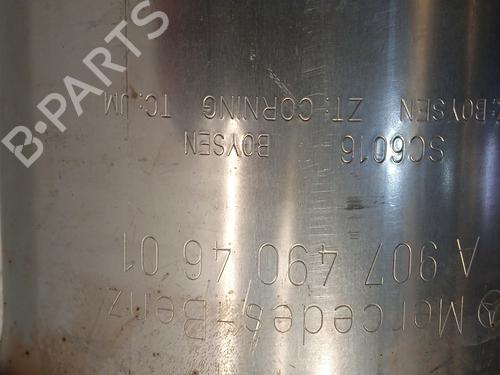 Mercedes-Benz
A 907 490 46 01
SC6016 BOYSEN
BOYSEN ZT: CORNING TC: JM
B-PARTS